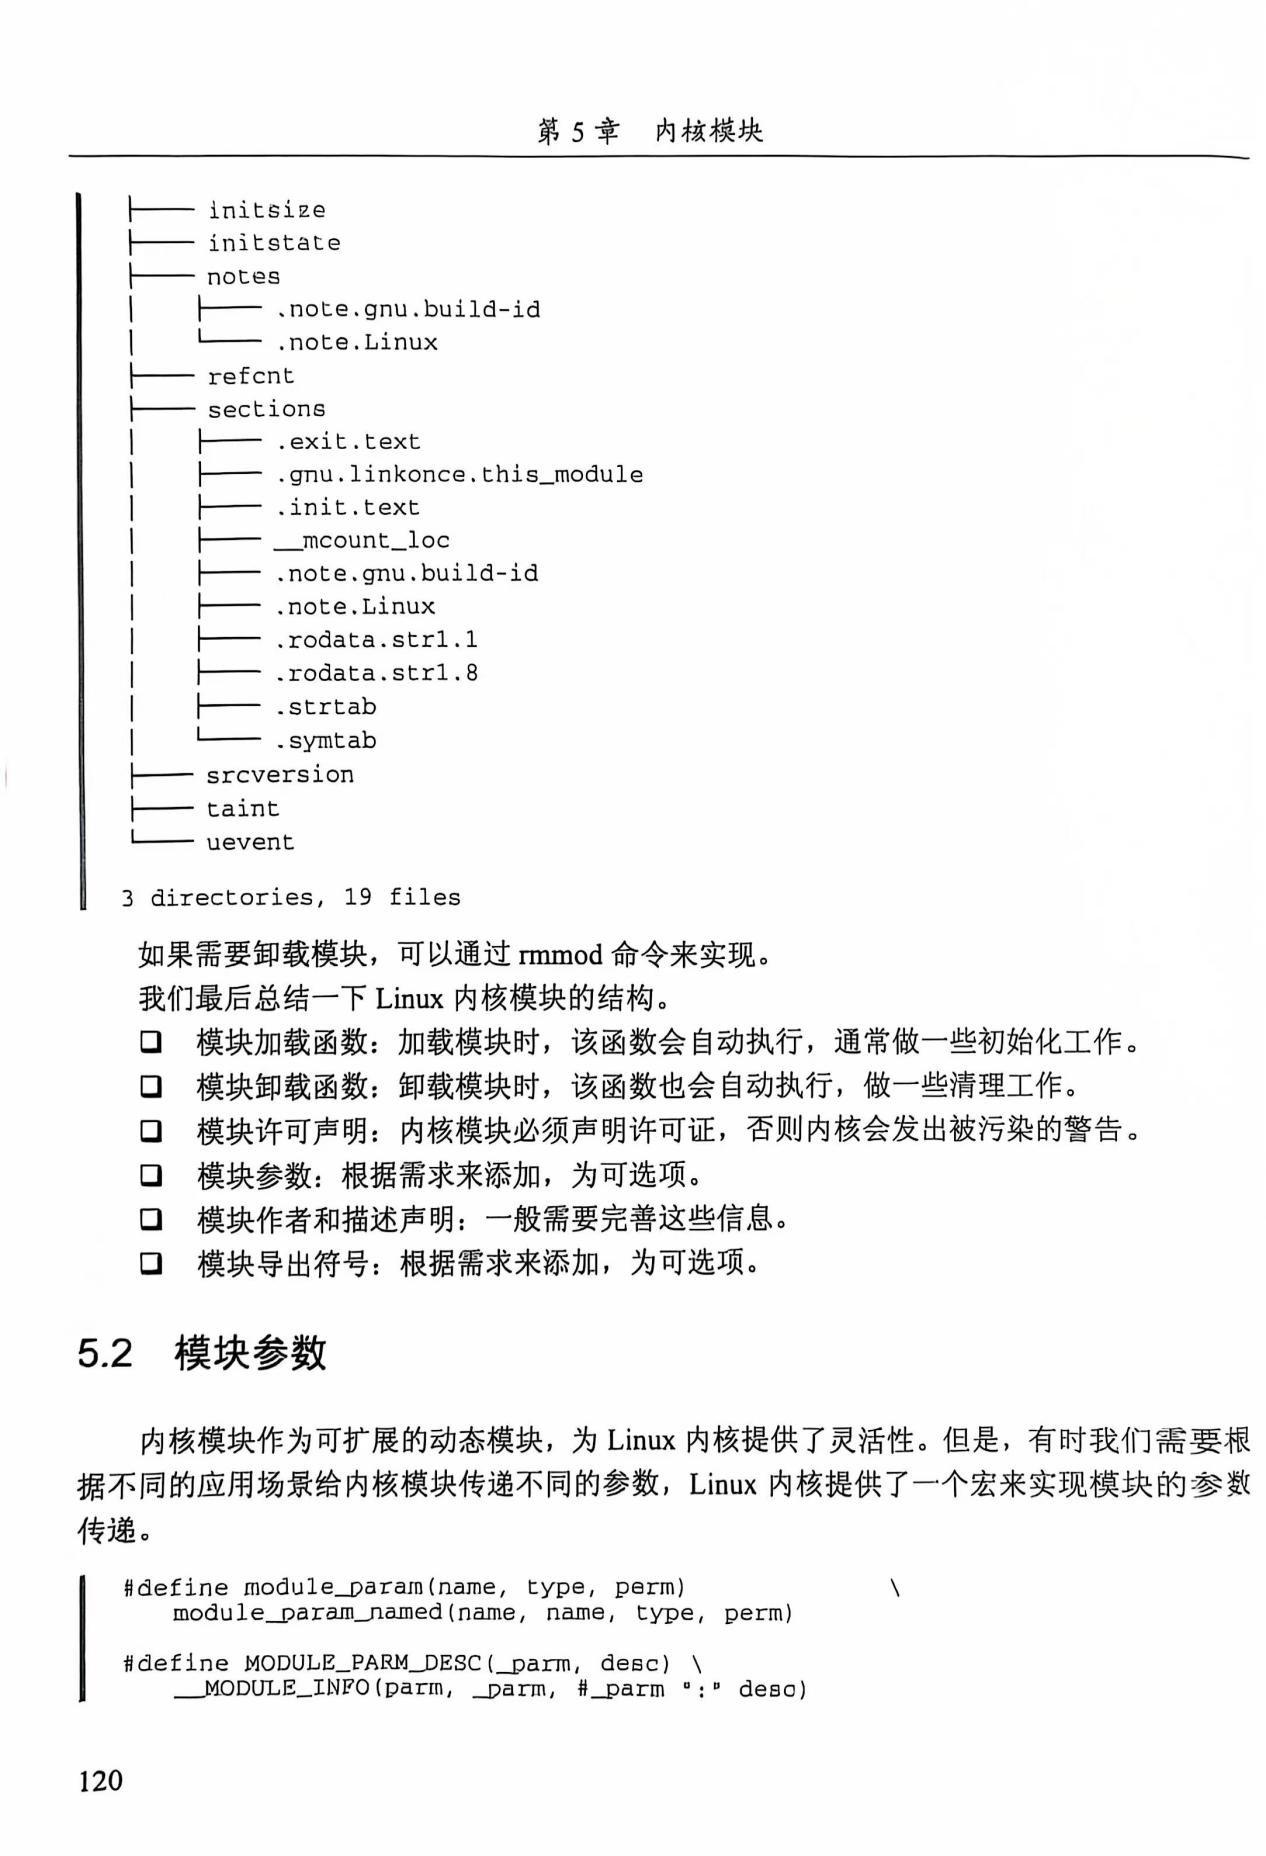 第 5 章 内核模块
├── initsize
├── initstate
├── notes
│   ├── .note.gnu.build-id
│   └── .note.Linux
├── refcnt
├── sections
│   ├── .exit.text
│   ├── .gnu.linkonce.this_module
│   ├── .init.text
│   ├── __mcount_loc
│   ├── .note.gnu.build-id
│   ├── .note.Linux
│   ├── .rodata.str1.1
│   ├── .rodata.str1.8
│   ├── .strtab
│   └── .symtab
├── srcversion
├── taint
└── uevent
3 directories, 19 files
如果需要卸载模块，可以通过 rmmod 命令来实现。
我们最后总结一下 Linux 内核模块的结构。
❏ 模块加载函数：加载模块时，该函数会自动执行，通常做一些初始化工作。
❏ 模块卸载函数：卸载模块时，该函数也会自动执行，做一些清理工作。
❏ 模块许可声明：内核模块必须声明许可证，否则内核会发出被污染的警告。
❏ 模块参数：根据需求来添加，为可选项。
❏ 模块作者和描述声明：一般需要完善这些信息。
❏ 模块导出符号：根据需求来添加，为可选项。
5.2 模块参数
内核模块作为可扩展的动态模块，为 Linux 内核提供了灵活性。但是，有时我们需要根
据不同的应用场景给内核模块传递不同的参数，Linux 内核提供了一个宏来实现模块的参数
传递。
#define module_param(name, type, perm) \
module_param_named(name, name, type, perm)
#define MODULE_PARM_DESC(_parm, desc) \
__MODULE_INFO(parm, _parm, #_parm ":" desc)
120